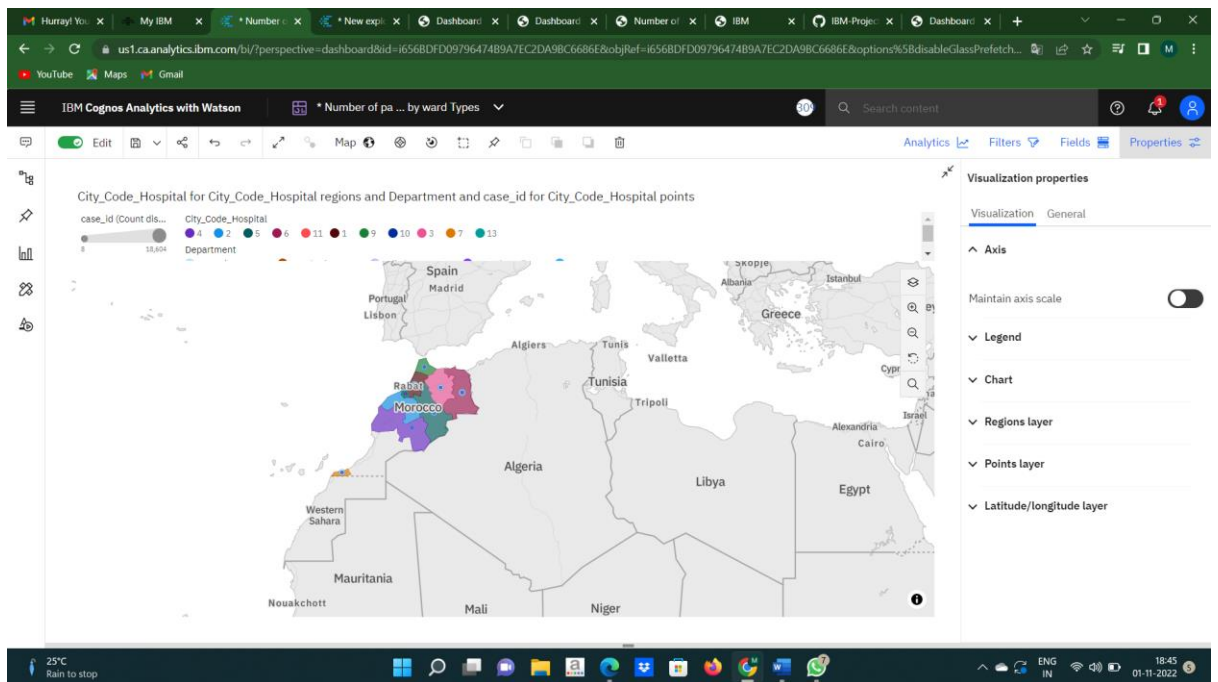 Hurray! You
My IBM
* Number o
* New explo
Dashboard
Dashboard
Number of
IBM
IBM-Projec
Dashboard
us1.ca.analytics.ibm.com/bi/?perspective=dashboard&id=i656BDFD09796474B9A7EC2DA9BC6686E&objRef=i656BDFD09796474B9A7EC2DA9BC6686E&options%5BdisableGlassPrefetch...
M
YouTube
Maps
Gmail
IBM Cognos Analytics with Watson
* Number of pa ... by ward Types
30
Search content
Edit
Map
Analytics
Filters
Fields
Properties
City_Code_Hospital for City_Code_Hospital regions and Department and case_id for City_Code_Hospital points
case_id (Count dis...
8
18,604
City_Code_Hospital
4 2 5 6 11 1 9 10 3 7 13
Department
Spain
Madrid
Portugal
Lisbon
Skopje
Albania
Istanbul
Greece
Algiers
Tunis
Valletta
Tunisia
Tripoli
Rabat
Morocco
Alexandria
Cairo
Israel
Algeria
Libya
Egypt
Western
Sahara
Mauritania
Nouakchott
Mali
Niger
Visualization properties
Visualization
General
Axis
Maintain axis scale
Legend
Chart
Regions layer
Points layer
Latitude/longitude layer
25°C
Rain to stop
ENG
IN
18:45
01-11-2022
5